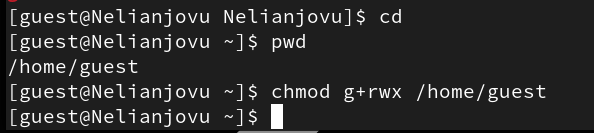 [guest@Nelianjovu Nelianjovu]$ cd
[guest@Nelianjovu ~]$ pwd
/home/guest
[guest@Nelianjovu ~]$ chmod g+rwx /home/guest
[guest@Nelianjovu ~]$